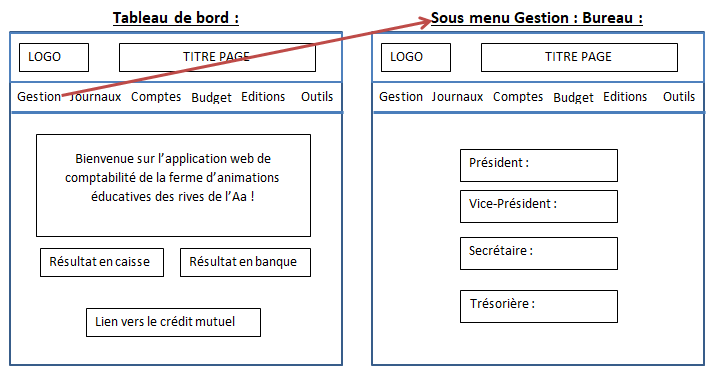 Tableau de bord :
LOGO
TITRE PAGE
Gestion Journaux Comptes Budget Editions Outils
Bienvenue sur l'application web de
comptabilité de la ferme d'animations
éducatives des rives de l'Aa !
Résultat en caisse
Résultat en banque
Lien vers le crédit mutuel
Sous menu Gestion : Bureau :
LOGO
TITRE PAGE
Gestion Journaux Comptes Budget Editions Outils
Président :
Vice-Président :
Secrétaire :
Trésorière :